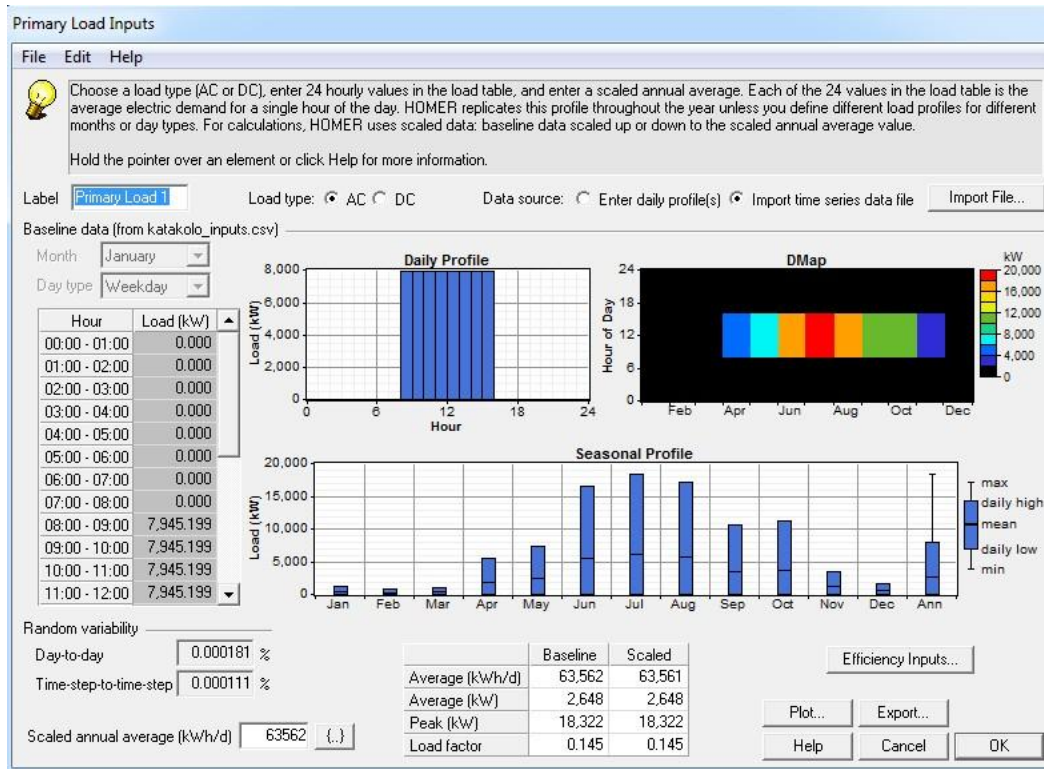 Primary Load Inputs
File Edit Help
Choose a load type (AC or DC), enter 24 hourly values in the load table, and enter a scaled annual average. Each of the 24 values in the load table is the
average electric demand for a single hour of the day. HOMER replicates this profile throughout the year unless you define different load profiles for different
months or day types. For calculations, HOMER uses scaled data: baseline data scaled up or down to the scaled annual average value.
Hold the pointer over an element or click Help for more information.
Label Primary Load 1 Load type: AC DC Data source: Enter daily profile(s) Import time series data file Import File...
Baseline data (from katakolo_inputs.csv)
Month January
Day type Weekday
Hour Load (kW)
00:00 - 01:00 0.000
01:00 - 02:00 0.000
02:00 - 03:00 0.000
03:00 - 04:00 0.000
04:00 - 05:00 0.000
05:00 - 06:00 0.000
06:00 - 07:00 0.000
07:00 - 08:00 0.000
08:00 - 09:00 7,945.199
09:00 - 10:00 7,945.199
10:00 - 11:00 7,945.199
11:00 - 12:00 7,945.199
Daily Profile
Load (kW)
8,000
6,000
4,000
2,000
0
0 6 12 18 24
Hour
DMap
Hour of Day
24
18
12
6
0
Feb Apr Jun Aug Oct Dec
kW
20,000
16,000
12,000
8,000
4,000
0
Seasonal Profile
Load (kW)
20,000
15,000
10,000
5,000
0
Jan Feb Mar Apr May Jun Jul Aug Sep Oct Nov Dec Ann
max
daily high
mean
daily low
min
Random variability
Day-to-day 0.000181 %
Time-step-to-time-step 0.000111 %
Scaled annual average (kWh/d) 63562 {..}
Baseline Scaled
Average (kWh/d) 63,562 63,561
Average (kW) 2,648 2,648
Peak (kW) 18,322 18,322
Load factor 0.145 0.145
Efficiency Inputs...
Plot... Export...
Help Cancel OK